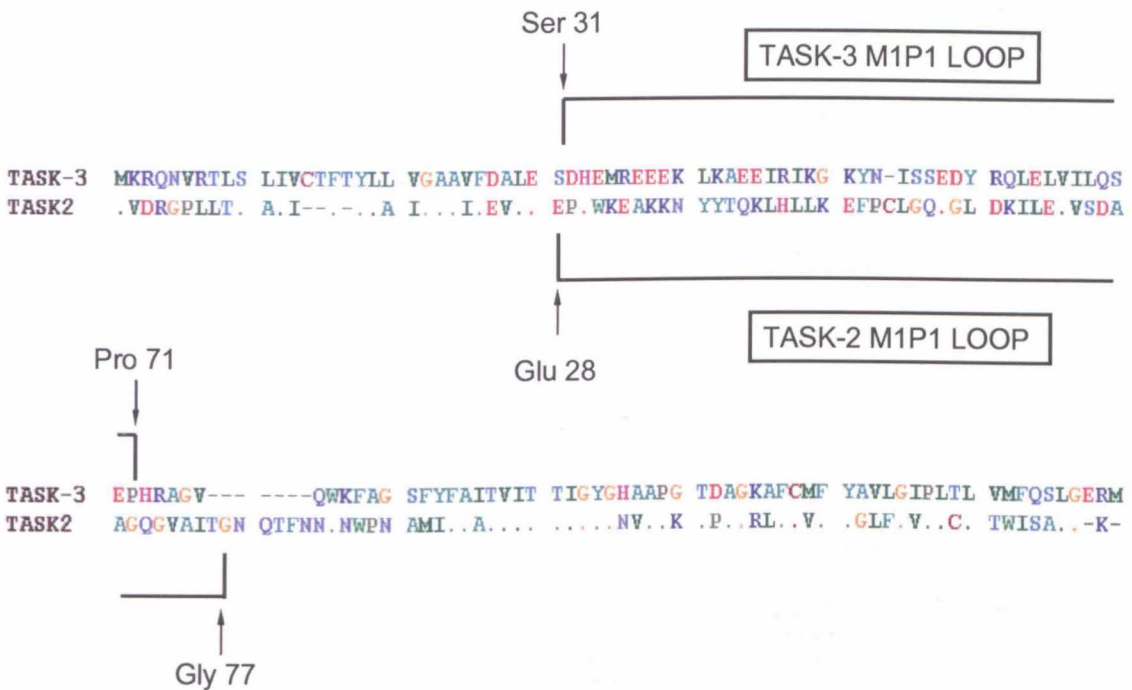 Ser 31
TASK-3 M1P1 LOOP
TASK-3 MKRQNVRTLS LIVCTFTYLL VGAAVFDALE SDHEMREEEK LKAEEIRIKG KYN-ISSEDY RQLELVILQS
TASK2 .VDRGPLLT. A.I--.-..A I...I.EV.. EP.WKEAKKN YYTQKLHLLK EFPCLGQ.GL DKILE.VSDA
TASK-2 M1P1 LOOP
Glu 28
Pro 71
TASK-3 EPHRAGV--- ----QWKFAG SFYFAITVIT TIGYGHAAPG TDAGKAFCMF YAVLGIPLTL VMFQSLGERM
TASK2 AGQGVAITGN QTFNN.NWPN AMI..A.... .....NV..K .P..RL..V. .GLF.V..C. TWISA..-K-
Gly 77